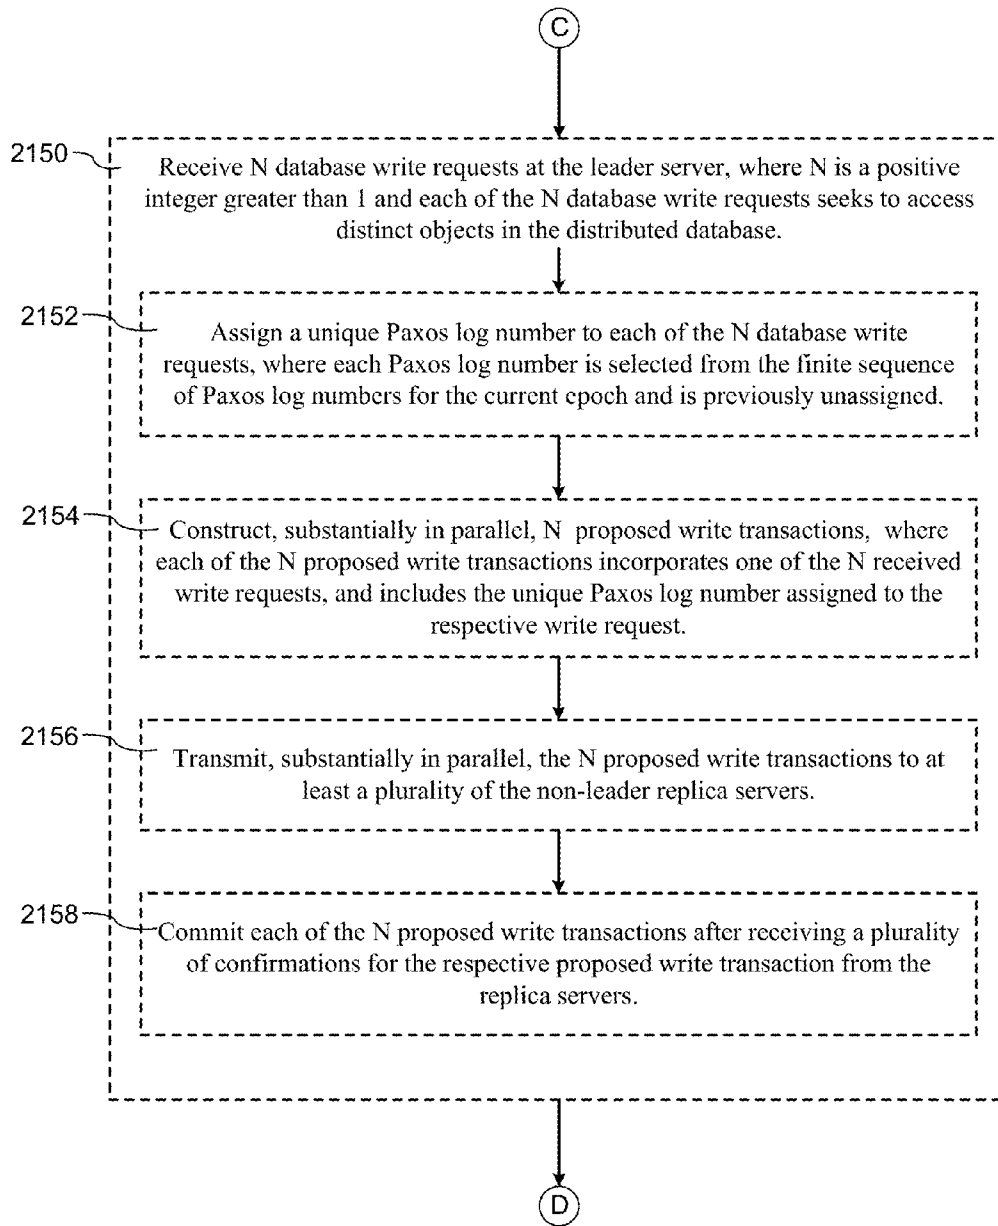 C
2150
Receive N database write requests at the leader server, where N is a positive
integer greater than 1 and each of the N database write requests seeks to access
distinct objects in the distributed database.
2152
Assign a unique Paxos log number to each of the N database write
requests, where each Paxos log number is selected from the finite sequence
of Paxos log numbers for the current epoch and is previously unassigned.
2154
Construct, substantially in parallel, N proposed write transactions, where
each of the N proposed write transactions incorporates one of the N received
write requests, and includes the unique Paxos log number assigned to the
respective write request.
2156
Transmit, substantially in parallel, the N proposed write transactions to at
least a plurality of the non-leader replica servers.
2158
Commit each of the N proposed write transactions after receiving a plurality
of confirmations for the respective proposed write transaction from the
replica servers.
D